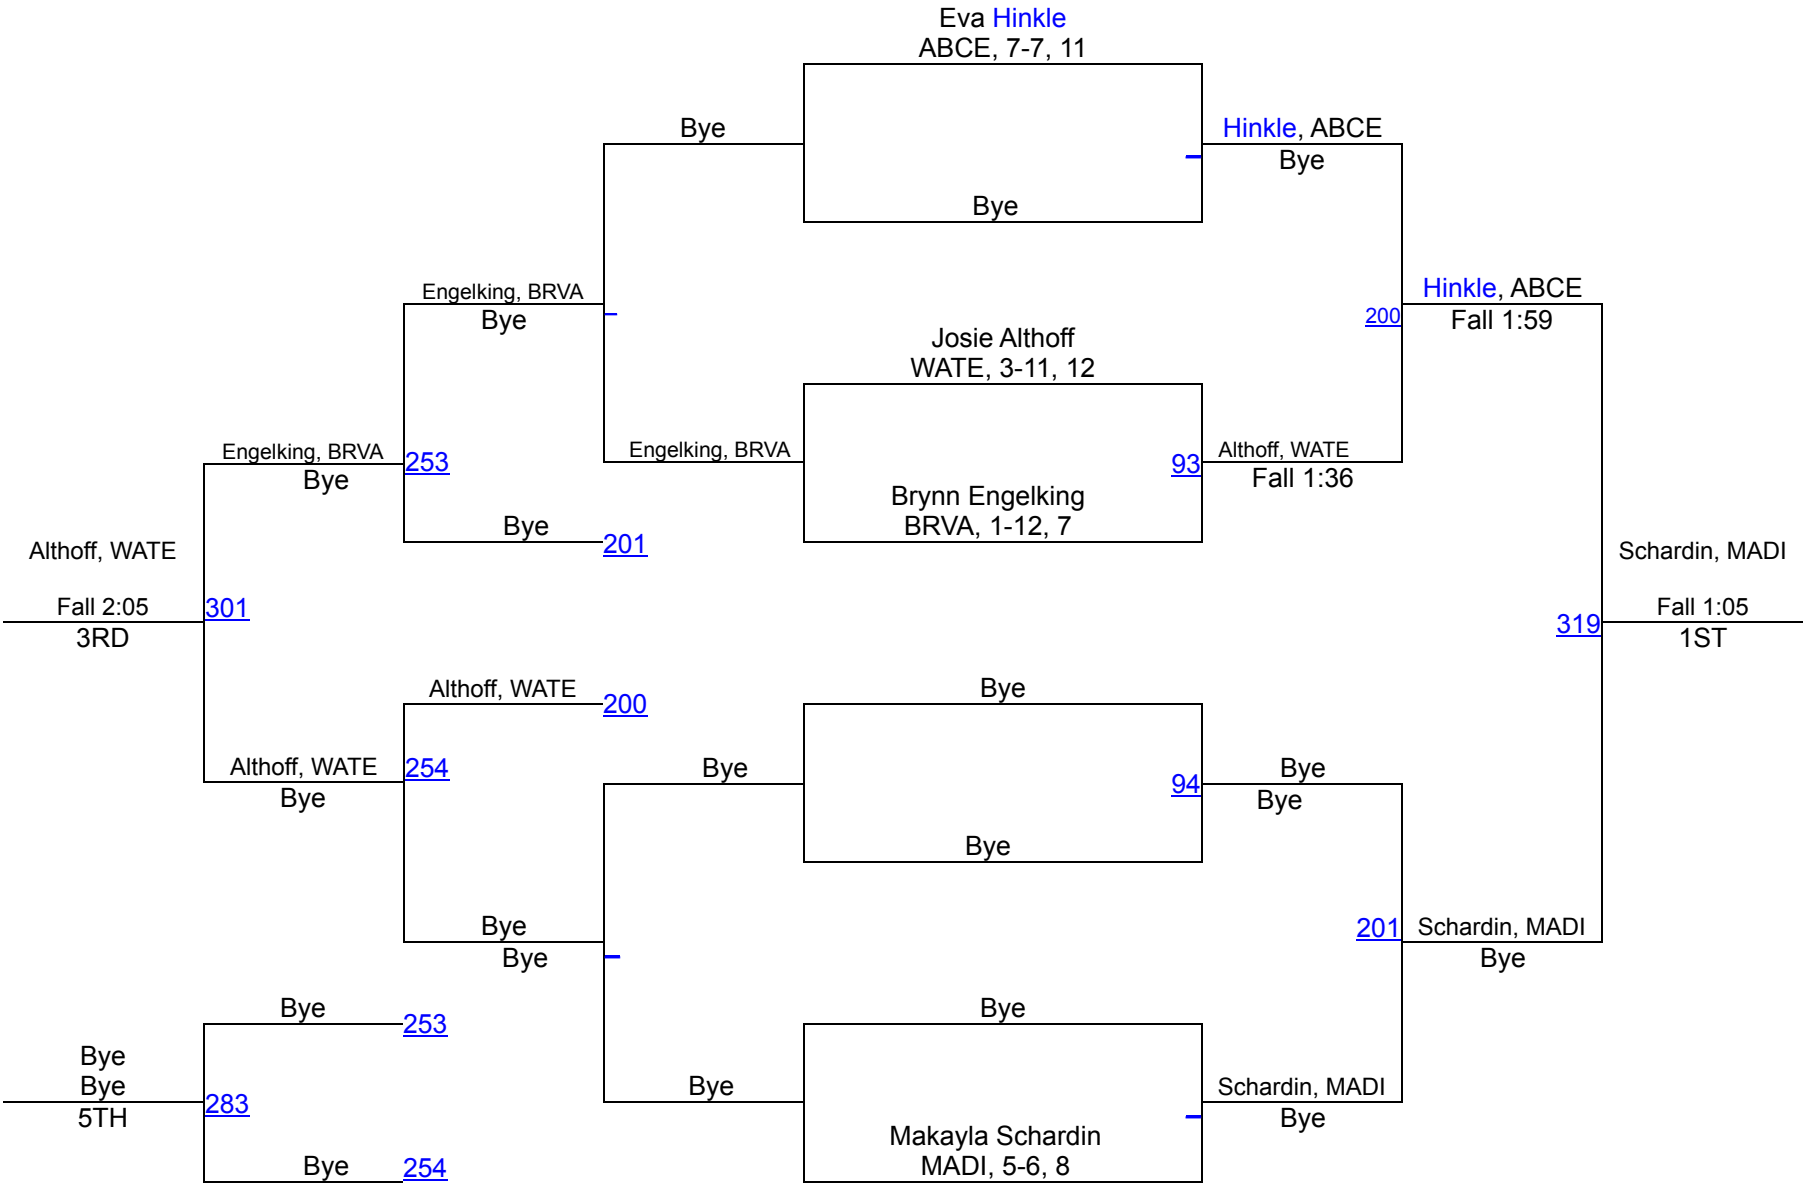 Eva Hinkle
ABCE, 7-7, 11
Bye
Hinkle, ABCE
Bye
Bye
Engelking, BRVA
Bye
Hinkle, ABCE
200
Fall 1:59
Josie Althoff
WATE, 3-11, 12
Engelking, BRVA
Bye
253
Engelking, BRVA
93
Althoff, WATE
Fall 1:36
Brynn Engelking
BRVA, 1-12, 7
Bye
201
Althoff, WATE
Fall 2:05
3RD
301
Schardin, MADI
319
Fall 1:05
1ST
Althoff, WATE
200
Bye
Althoff, WATE
Bye
254
Bye
94
Bye
Bye
Bye
Bye
Bye
201
Schardin, MADI
Bye
Bye
253
Bye
Bye
Bye
5TH
283
Bye
Schardin, MADI
Bye
Makayla Schardin
MADI, 5-6, 8
Bye
254